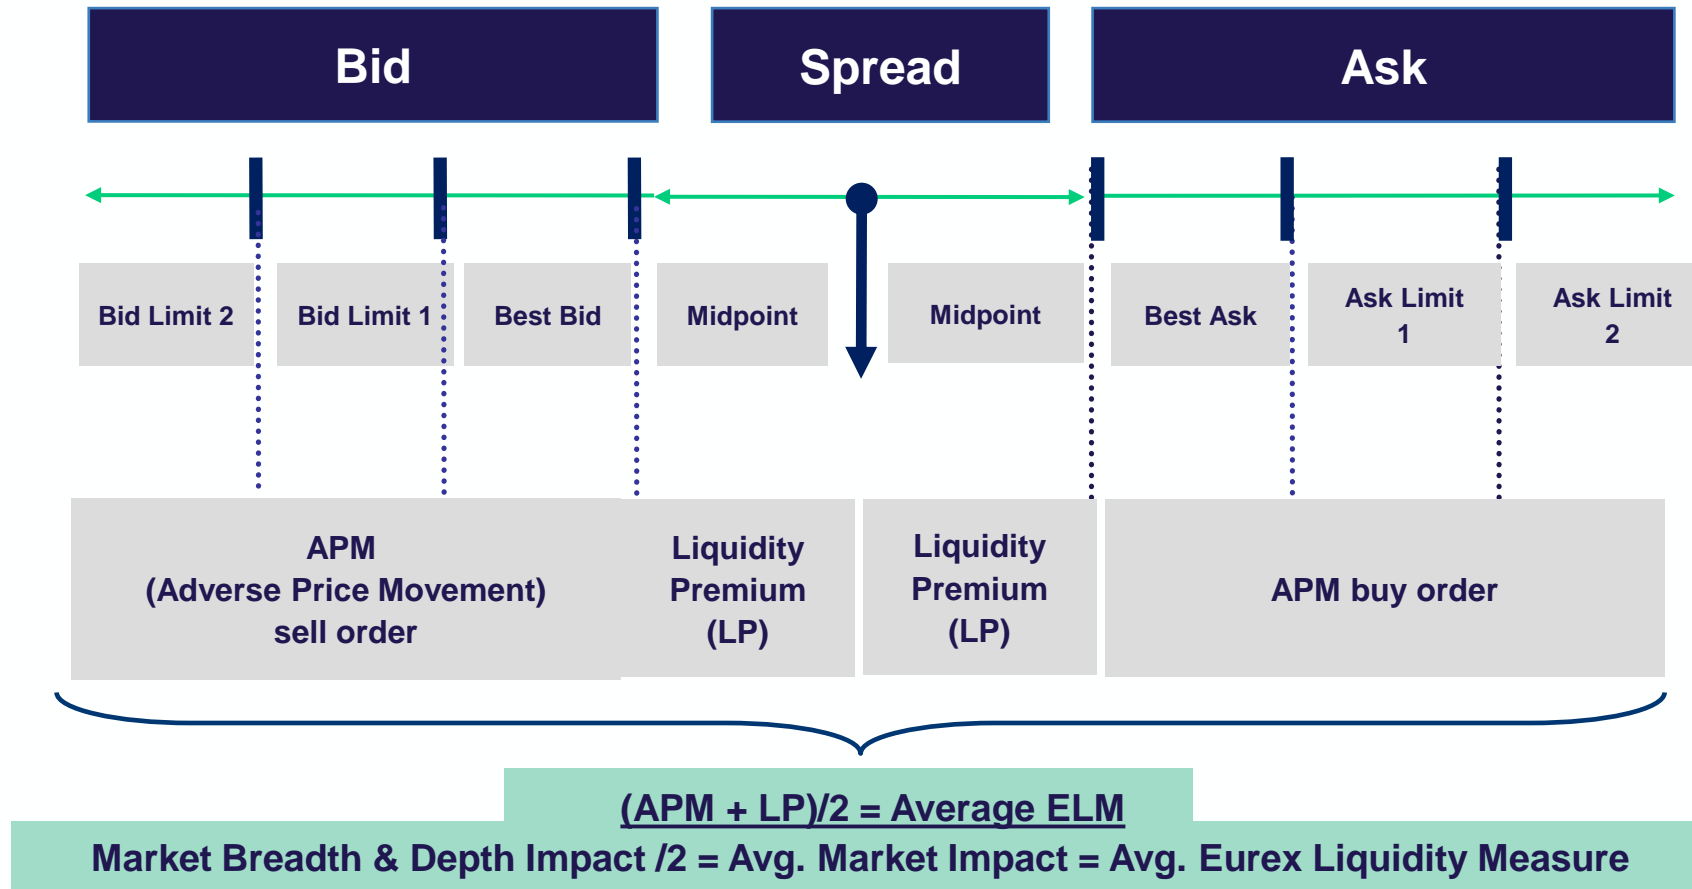 Bid
Spread
Ask
Bid Limit 2
Bid Limit 1
Best Bid
Midpoint
Midpoint
Best Ask
Ask Limit
1
Ask Limit
2
APM
(Adverse Price Movement)
sell order
Liquidity
Premium
(LP)
Liquidity
Premium
(LP)
APM buy order
(APM + LP)/2 = Average ELM
Market Breadth & Depth Impact /2 = Avg. Market Impact = Avg. Eurex Liquidity Measure